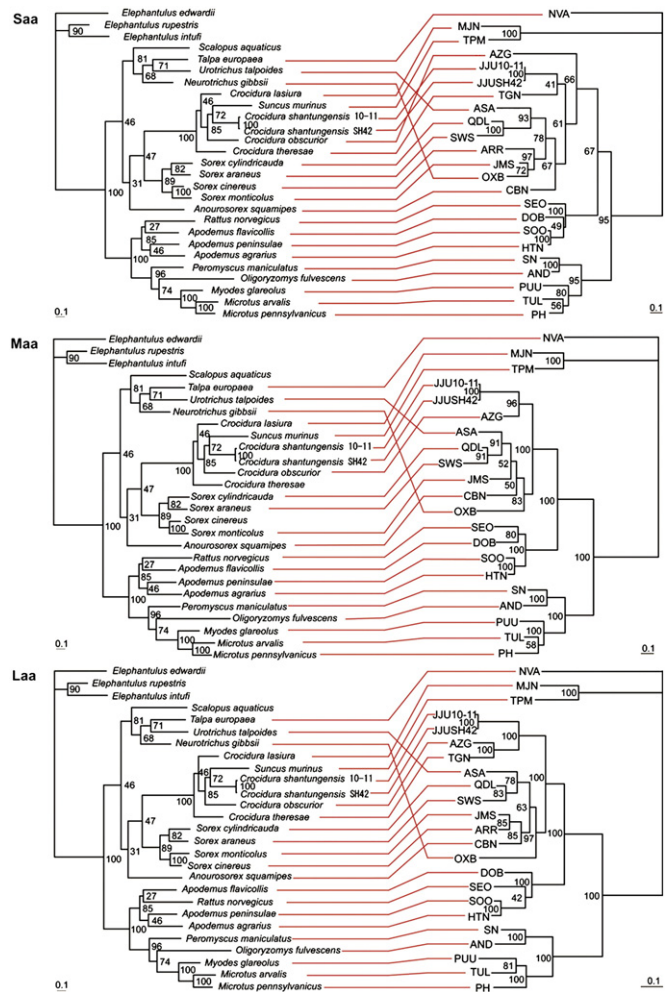 Saa
Elephantulus edwardii
Elephantulus rupestris
90
Elephantulus intufi
Scalopus aquaticus
81
Talpa europaea
71
Urotrichus talpoides
68
Neurotrichus gibbsii
Crocidura lasiura
46
46
Suncus murinus
72
Crocidura shantungensis 10-11
100
Crocidura shantungensis SH42
100
85
Crocidura obscurior
Crocidura theresae
47
Sorex cylindricauda
82
Sorex araneus
31
89
Sorex cinereus
100
100
Sorex monticolus
Anourosorex squamipes
Rattus norvegicus
27
Apodemus flavicollis
85
Apodemus peninsulae
100
46
Apodemus agrarius
Peromyscus maniculatus
96
Oligoryzomys fulvescens
74
Myodes glareolus
100
Microtus arvalis
100
Microtus pennsylvanicus
0.1
NVA
MJN
100
TPM
AZG
JJU10-11
66
100
JJUSH42
41
TGN
ASA
61
QDL
93
100
SWS
78
67
ARR
97
JMS
67
72
OXB
CBN
95
SEO
100
DOB
49
SOO
100
HTN
SN
100
AND
95
PUU
80
TUL
56
PH
0.1
Maa
Elephantulus edwardii
Elephantulus rupestris
90
Elephantulus intufi
Scalopus aquaticus
81
Talpa europaea
71
Urotrichus talpoides
68
Neurotrichus gibbsii
Crocidura lasiura
46
46
Suncus murinus
72
Crocidura shantungensis 10-11
100
100
Crocidura shantungensis SH42
85
Crocidura obscurior
Crocidura theresae
47
Sorex cylindricauda
82
Sorex araneus
31
89
Sorex cinereus
100
100
Sorex monticolus
Anourosorex squamipes
Rattus norvegicus
27
Apodemus flavicollis
85
Apodemus peninsulae
100
46
Apodemus agrarius
Peromyscus maniculatus
96
Oligoryzomys fulvescens
74
Myodes glareolus
100
Microtus arvalis
100
Microtus pennsylvanicus
0.1
NVA
MJN
100
TPM
JJU10-11
100
JJUSH42
96
AZG
ASA
QDL
91
100
91
SWS
52
JMS
50
100
CBN
83
OXB
SEO
80
DOB
100
100
SOO
100
HTN
SN
100
AND
100
PUU
100
TUL
58
PH
0.1
Laa
Elephantulus edwardii
Elephantulus rupestris
90
Elephantulus intufi
Scalopus aquaticus
81
Talpa europaea
71
Urotrichus talpoides
68
Neurotrichus gibbsii
Crocidura lasiura
46
46
Suncus murinus
72
Crocidura shantungensis 10-11
100
100
Crocidura shantungensis SH42
85
Crocidura obscurior
Crocidura theresae
47
Sorex cylindricauda
82
Sorex araneus
31
89
Sorex monticolus
100
100
Sorex cinereus
Anourosorex squamipes
Apodemus flavicollis
27
Rattus norvegicus
85
Apodemus peninsulae
100
46
Apodemus agrarius
Peromyscus maniculatus
96
Oligoryzomys fulvescens
74
Myodes glareolus
100
Microtus arvalis
100
Microtus pennsylvanicus
0.1
NVA
MJN
100
TPM
JJU10-11
100
JJUSH42
AZG
100
TGN
100
ASA
QDL
78
83
SWS
63
100
JMS
85
ARR
85
97
CBN
OXB
100
DOB
SEO
100
42
SOO
100
HTN
SN
100
AND
100
PUU
81
TUL
100
PH
0.1